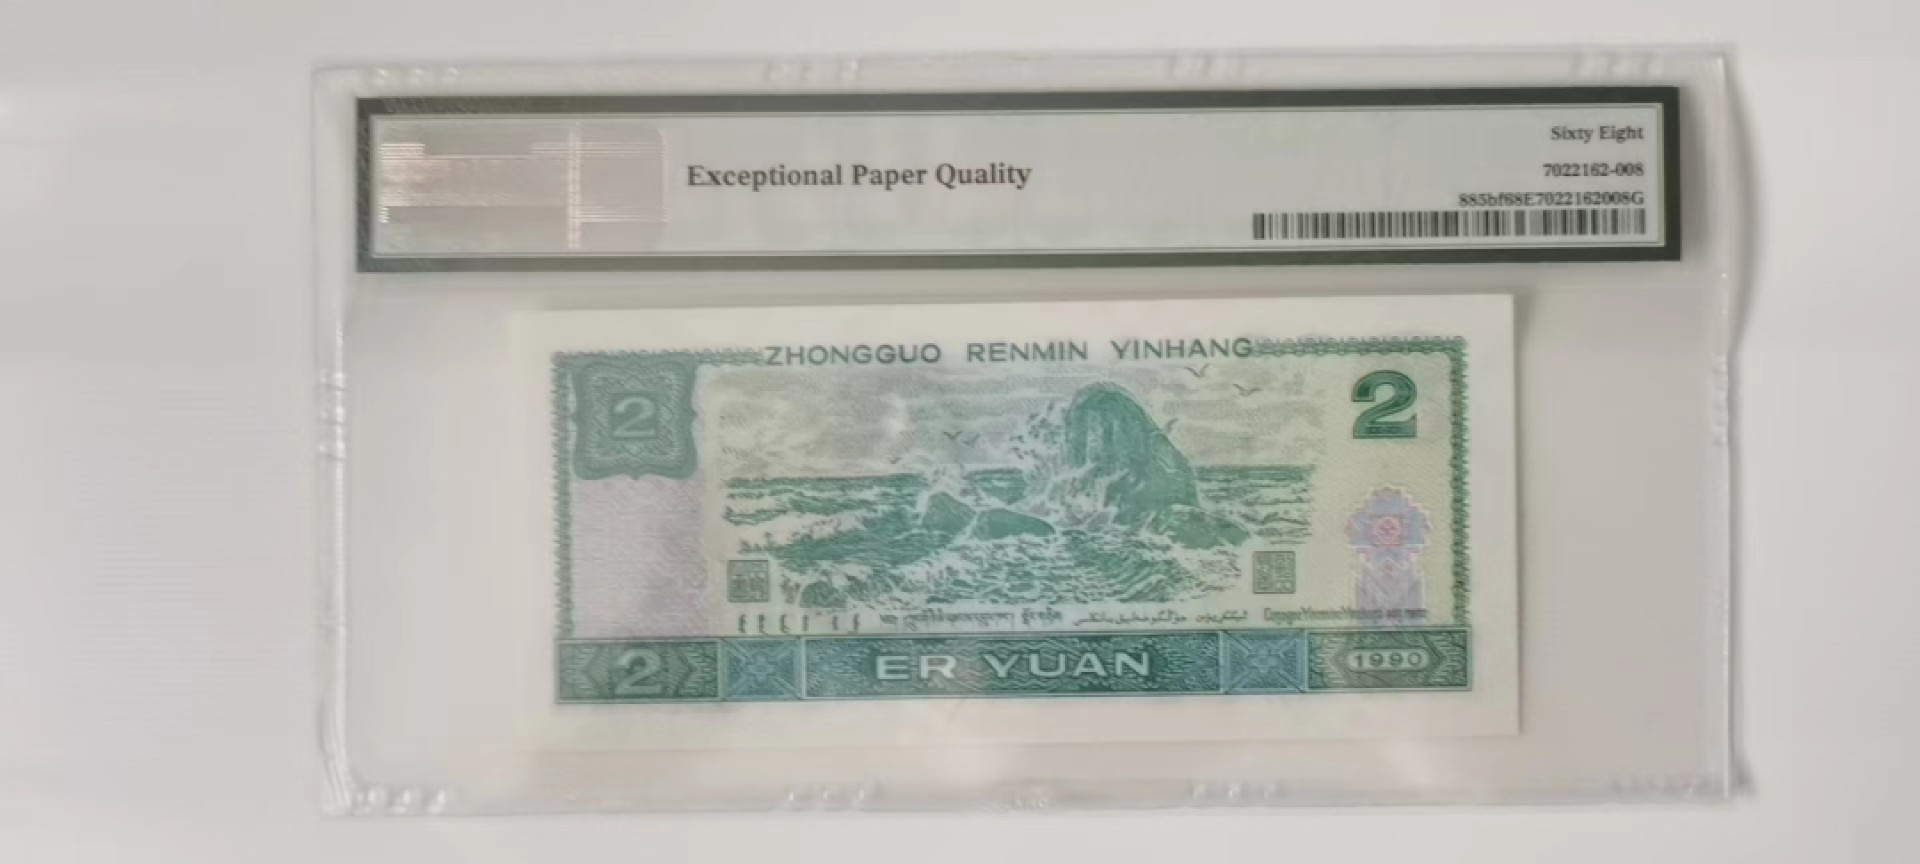 Sixty Eight
Exceptional Paper Quality
7022162-008
885bf68E7022162008G
ZHONGGUO RENMIN YINHANG
2
2
2
ER YUAN
1990